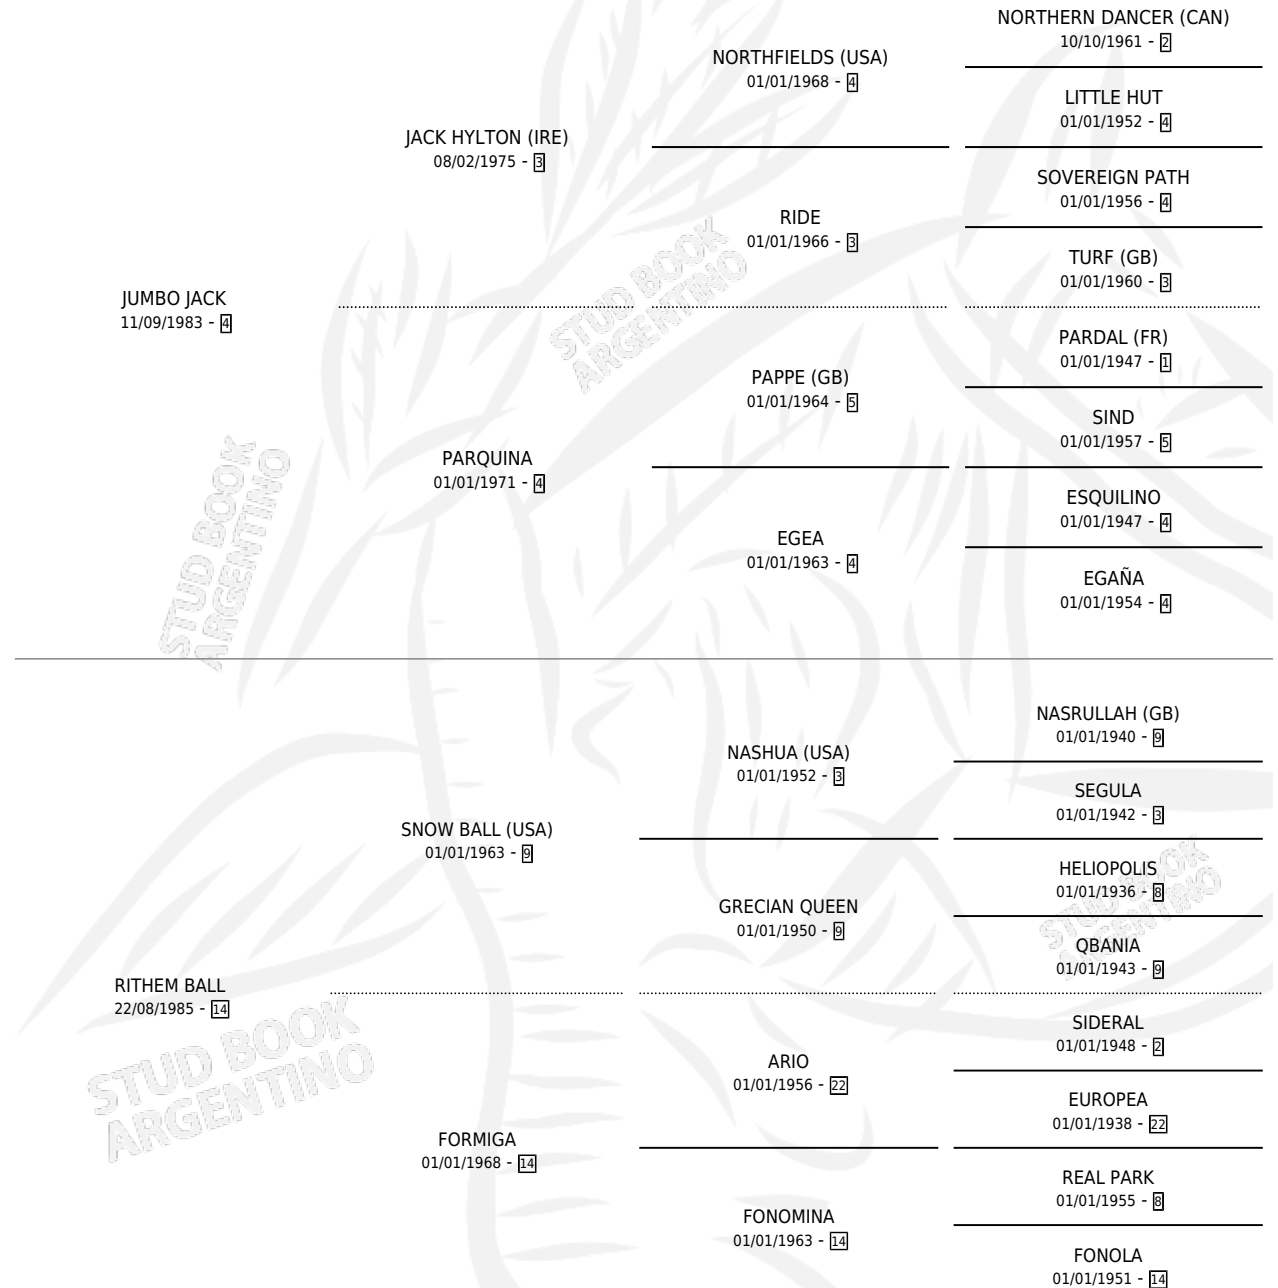 NORTHERN DANCER (CAN)
10/10/1961 - 2
NORTHFIELDS (USA)
01/01/1968 - 4
LITTLE HUT
01/01/1952 - 4
JACK HYLTON (IRE)
08/02/1975 - 3
SOVEREIGN PATH
01/01/1956 - 4
RIDE
01/01/1966 - 3
TURF (GB)
01/01/1960 - 3
JUMBO JACK
11/09/1983 - 4
PARDAL (FR)
01/01/1947 - 1
PAPPE (GB)
01/01/1964 - 5
SIND
01/01/1957 - 5
PARQUINA
01/01/1971 - 4
ESQUILINO
01/01/1947 - 4
EGEA
01/01/1963 - 4
EGAÑA
01/01/1954 - 4
STUD BOOK
ARGENTINO
STUD BOOK
ARGENTINO
NASRULLAH (GB)
01/01/1940 - 9
NASHUA (USA)
01/01/1952 - 3
SEGULA
01/01/1942 - 3
SNOW BALL (USA)
01/01/1963 - 9
HELIOPOLIS
01/01/1936 - 8
GRECIAN QUEEN
01/01/1950 - 9
QBANIA
01/01/1943 - 9
STUD BOOK
ARGENTINO
RITHEM BALL
22/08/1985 - 14
SIDERAL
01/01/1948 - 2
ARIO
01/01/1956 - 22
EUROPEA
01/01/1938 - 22
FORMIGA
01/01/1968 - 14
REAL PARK
01/01/1955 - 8
FONOMINA
01/01/1963 - 14
FONOLA
01/01/1951 - 14
STUD BOOK
ARGENTINO